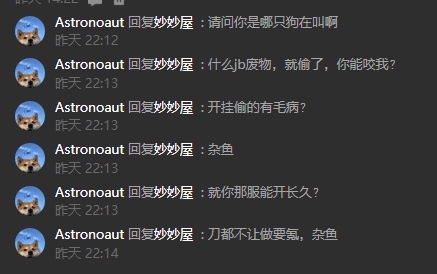 昨天 14:22
Astronoaut 回复妙妙屋 ：请问你是哪只狗在叫啊
昨天 22:12
Astronoaut 回复妙妙屋 ：什么jb废物，就偷了，你能咬我？
昨天 22:13
Astronoaut 回复妙妙屋 ：开挂偷的有毛病？
昨天 22:13
Astronoaut 回复妙妙屋 ：杂鱼
昨天 22:13
Astronoaut 回复妙妙屋 ：就你那服能开长久？
昨天 22:13
Astronoaut 回复妙妙屋 ：刀都不让做要氪，杂鱼
昨天 22:14